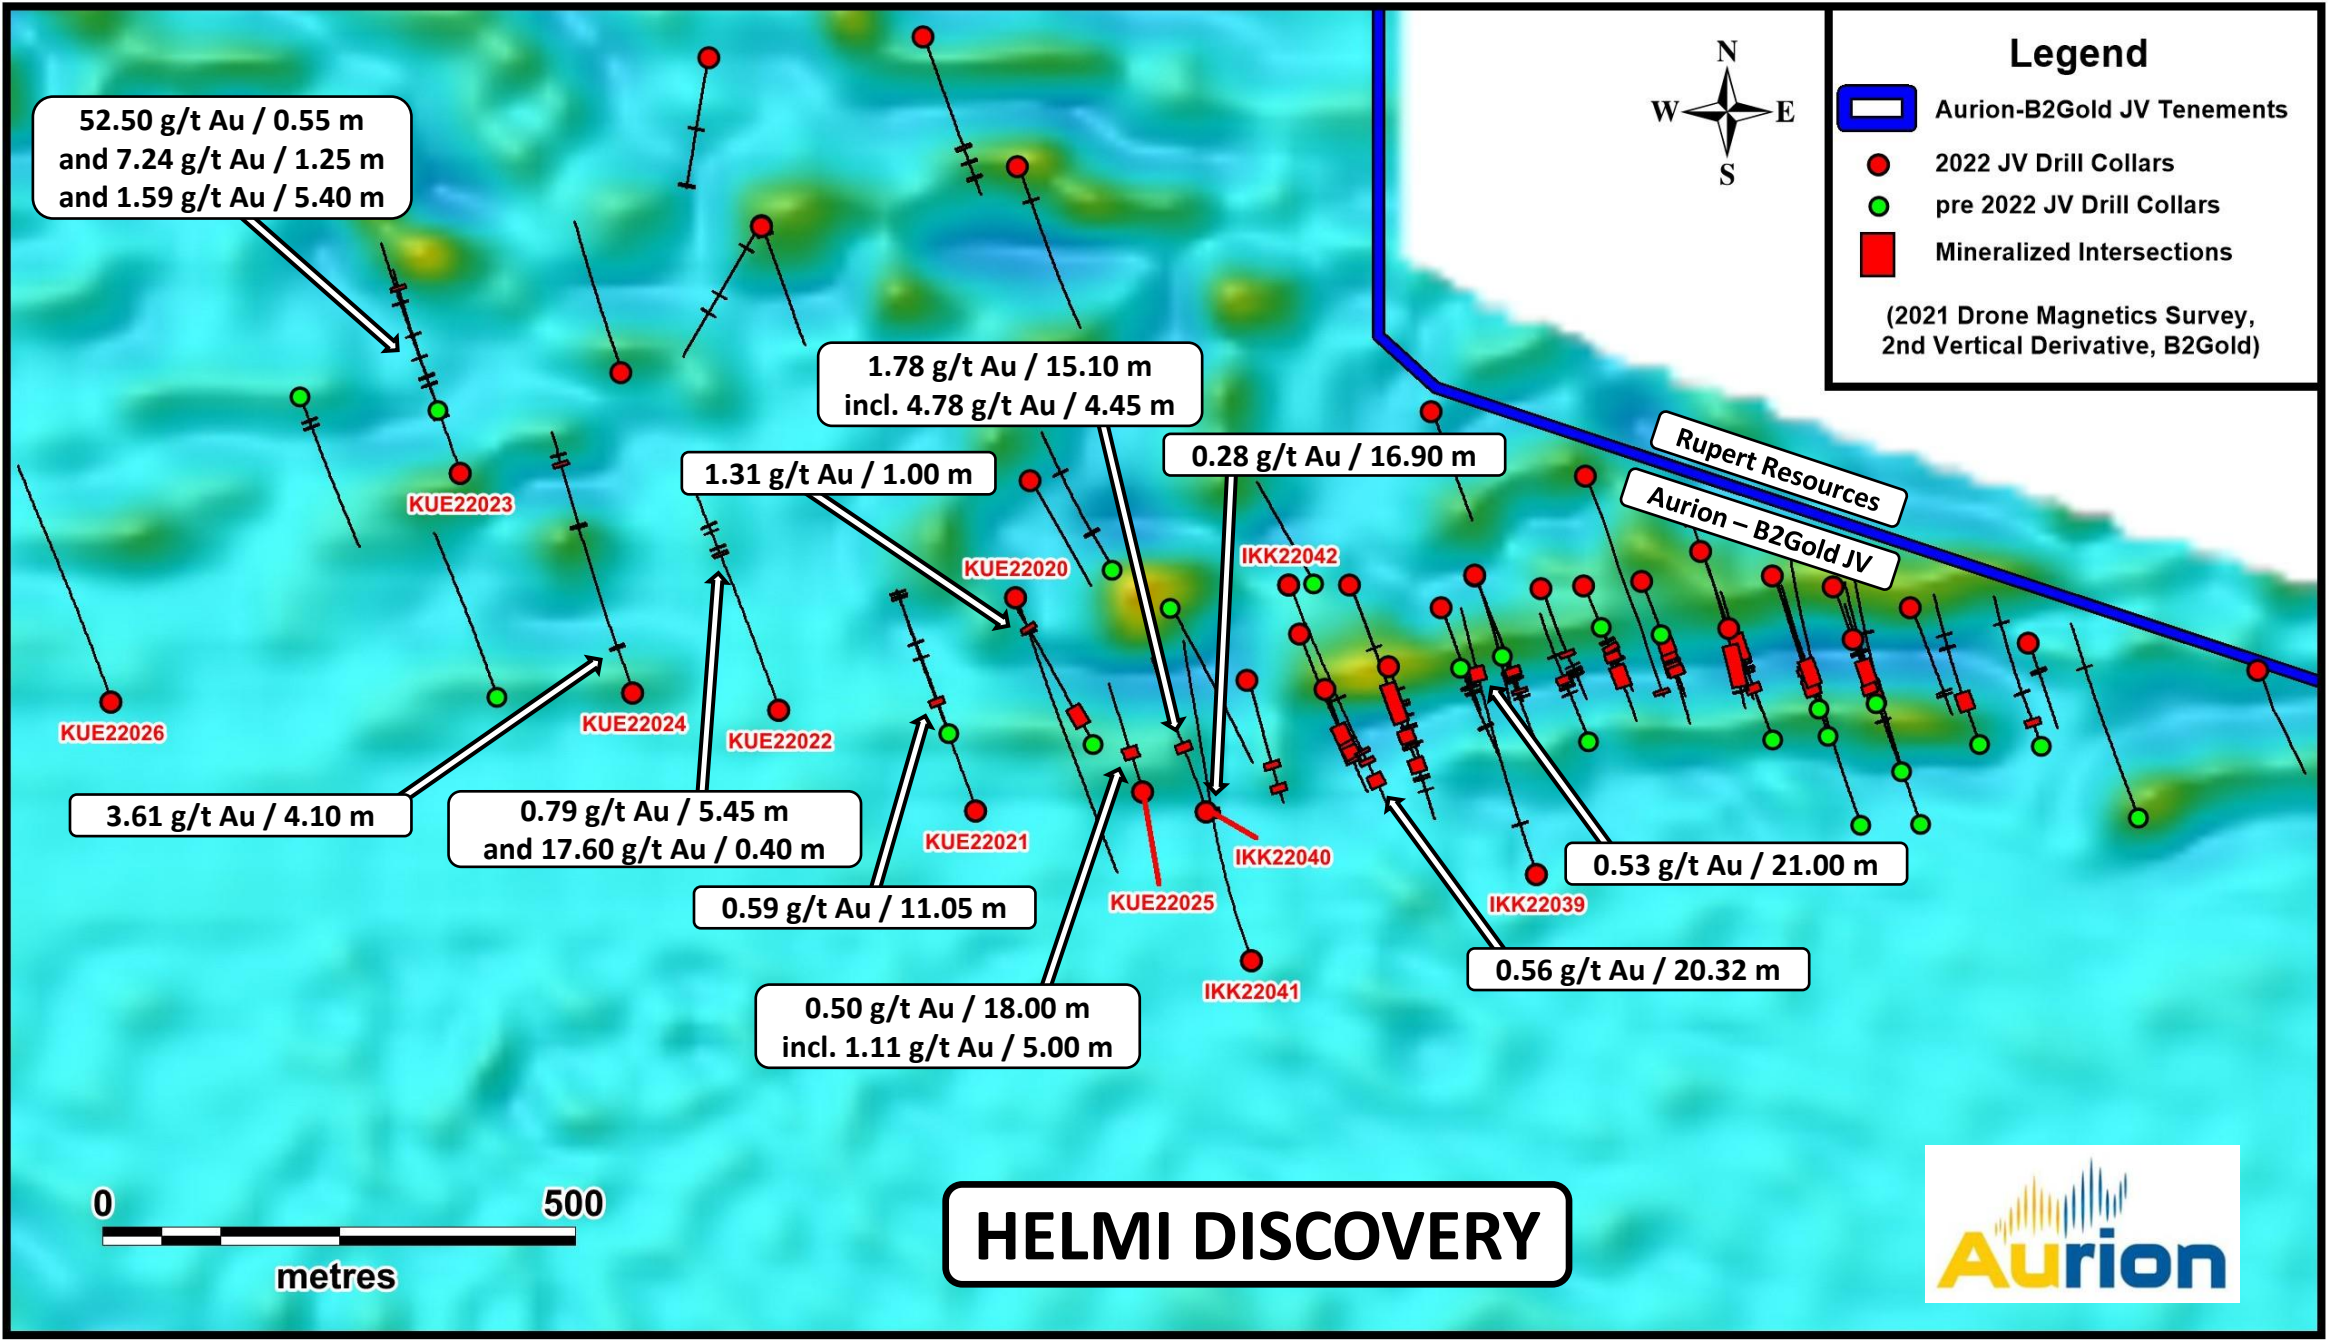 Legend
Aurion-B2Gold JV Tenements
2022 JV Drill Collars
pre 2022 JV Drill Collars
Mineralized Intersections
(2021 Drone Magnetics Survey,
2nd Vertical Derivative, B2Gold)
N
W
E
S
52.50 g/t Au / 0.55 m
and 7.24 g/t Au / 1.25 m
and 1.59 g/t Au / 5.40 m
1.78 g/t Au / 15.10 m
incl. 4.78 g/t Au / 4.45 m
0.28 g/t Au / 16.90 m
1.31 g/t Au / 1.00 m
Rupert Resources
Aurion – B2Gold JV
KUE22023
IKK22042
KUE22020
KUE22026
KUE22024
KUE22022
3.61 g/t Au / 4.10 m
0.79 g/t Au / 5.45 m
and 17.60 g/t Au / 0.40 m
KUE22021
IKK22040
0.53 g/t Au / 21.00 m
0.59 g/t Au / 11.05 m
KUE22025
IKK22039
0.56 g/t Au / 20.32 m
IKK22041
0.50 g/t Au / 18.00 m
incl. 1.11 g/t Au / 5.00 m
0
500
metres
HELMI DISCOVERY
Aurion